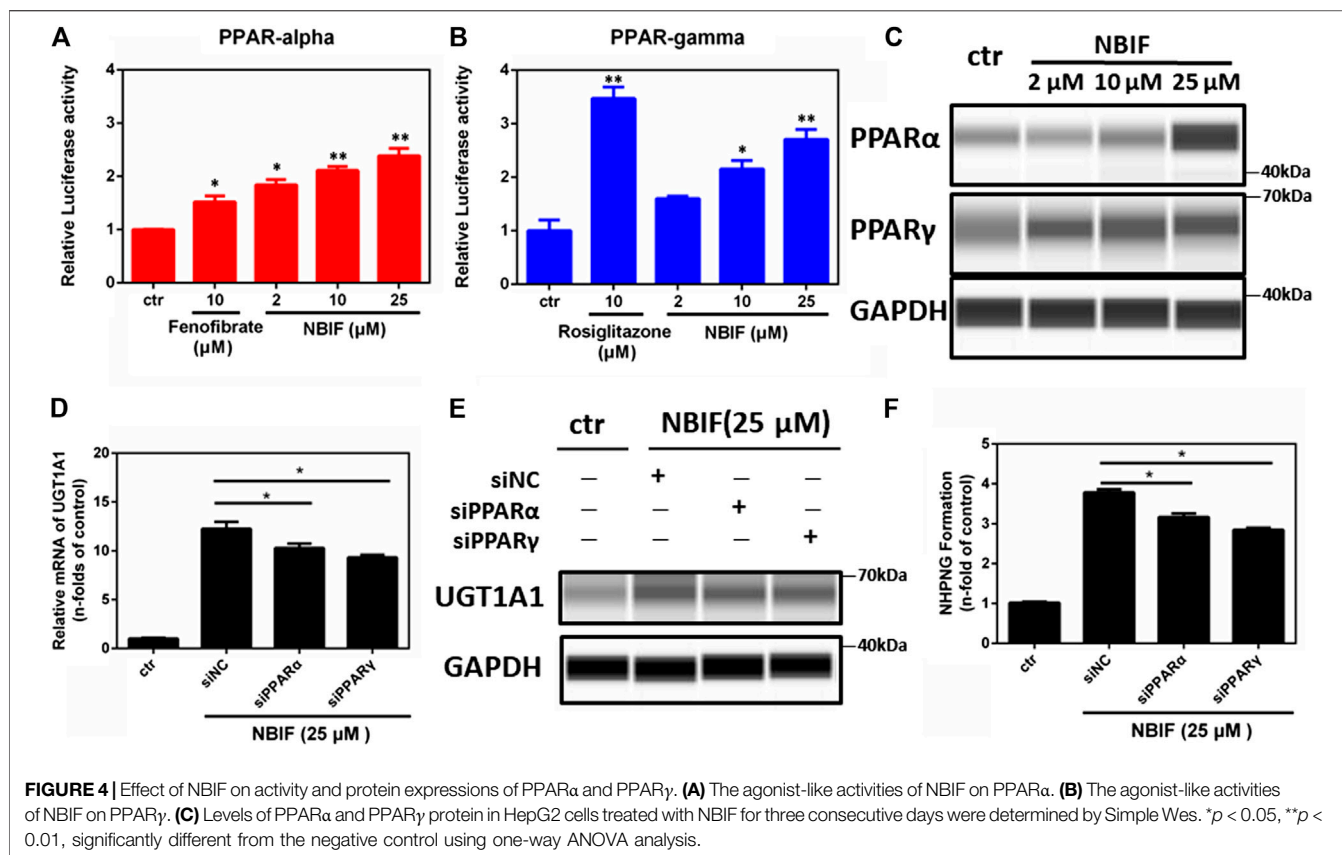 A
PPAR-alpha
Relative Luciferase activity
4
3
2
1
0
*
*
**
**
ctr
10
2
10
25
Fenofibrate
(μM)
NBIF (μM)
B
PPAR-gamma
Relative Luciferase activity
4
3
2
1
0
**
*
**
ctr
10
2
10
25
Rosiglitazone
(μM)
NBIF (μM)
C
ctr
NBIF
2 μM 10 μM 25 μM
PPARα
40kDa
70kDa
PPARγ
40kDa
GAPDH
D
Relative mRNA of UGT1A1
(n-folds of control)
20
15
10
5
0
*
*
ctr
siNC
siPPARα
siPPARγ
NBIF (25 μM )
E
ctr
NBIF(25 μM)
siNC — + — —
siPPARα — — + —
siPPARγ — — — +
70kDa
UGT1A1
40kDa
GAPDH
F
NHPNG Formation
(n-fold of control)
5
4
3
2
1
0
*
*
ctr
siNC
siPPARα
siPPARγ
NBIF (25 μM)
FIGURE 4 | Effect of NBIF on activity and protein expressions of PPARα and PPARγ. (A) The agonist-like activities of NBIF on PPARα. (B) The agonist-like activities
of NBIF on PPARγ. (C) Levels of PPARα and PPARγ protein in HepG2 cells treated with NBIF for three consecutive days were determined by Simple Wes. *p < 0.05, **p <
0.01, significantly different from the negative control using one-way ANOVA analysis.